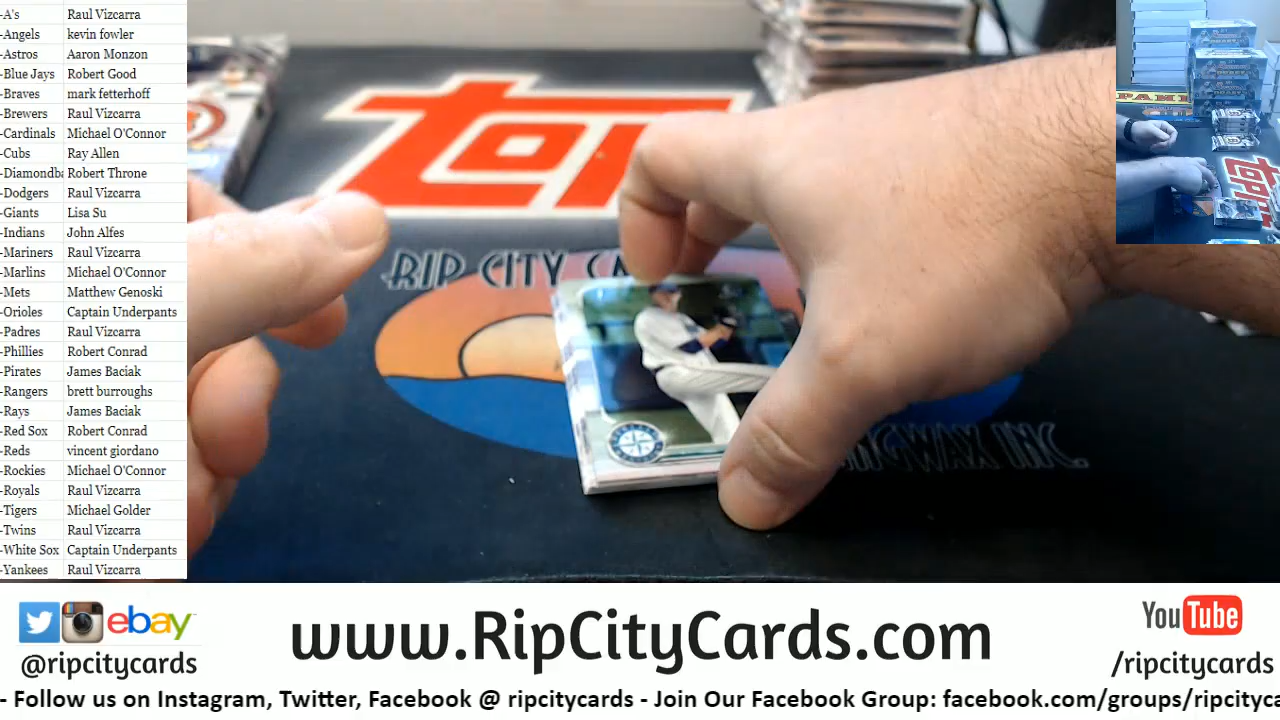 -A's Raul Vizcarra
-Angels kevin fowler
-Astros Aaron Monzon
-Blue Jays Robert Good
-Braves mark fetterhoff
-Brewers Raul Vizcarra
-Cardinals Michael O'Connor
-Cubs Ray Allen
-Diamondba Robert Throne
-Dodgers Raul Vizcarra
-Giants Lisa Su
-Indians John Alfes
-Mariners Raul Vizcarra
-Marlins Michael O'Connor
-Mets Matthew Genoski
-Orioles Captain Underpants
-Padres Raul Vizcarra
-Phillies Robert Conrad
-Pirates James Baciak
-Rangers brett burroughs
-Rays James Baciak
-Red Sox Robert Conrad
-Reds vincent giordano
-Rockies Michael O'Connor
-Royals Raul Vizcarra
-Tigers Michael Golder
-Twins Raul Vizcarra
-White Sox Captain Underpants
-Yankees Raul Vizcarra
RIP CITY
INC.
ebay
@ripcitycards
www.RipCityCards.com
YouTube
/ripcitycards
- Follow us on Instagram, Twitter, Facebook @ ripcitycards - Join Our Facebook Group: facebook.com/groups/ripcityca